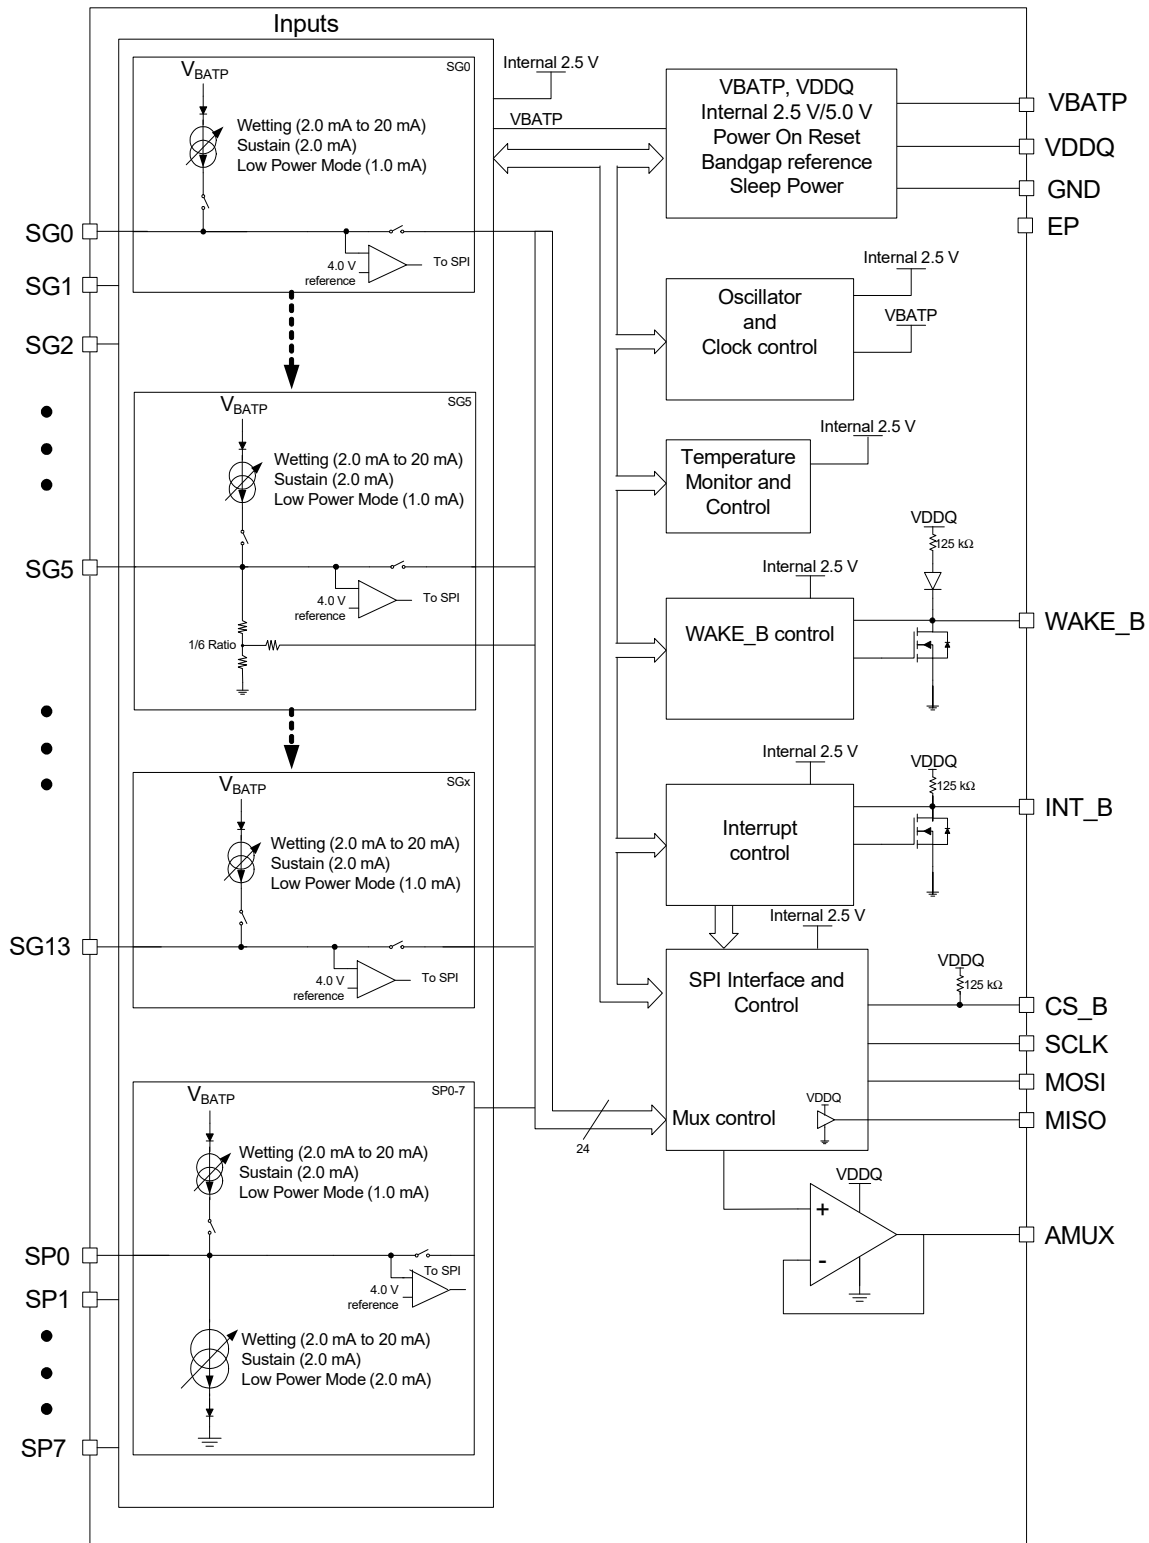 Inputs
SG0
VBATP
Wetting (2.0 mA to 20 mA)
Sustain (2.0 mA)
Low Power Mode (1.0 mA)
4.0 V
reference
To SPI
SG0
SG1
SG2
SG5
VBATP
Wetting (2.0 mA to 20 mA)
Sustain (2.0 mA)
Low Power Mode (1.0 mA)
4.0 V
reference
To SPI
1/6 Ratio
SG5
SGx
VBATP
Wetting (2.0 mA to 20 mA)
Sustain (2.0 mA)
Low Power Mode (1.0 mA)
4.0 V
reference
To SPI
SG13
SP0-7
VBATP
Wetting (2.0 mA to 20 mA)
Sustain (2.0 mA)
Low Power Mode (1.0 mA)
To SPI
4.0 V
reference
Wetting (2.0 mA to 20 mA)
Sustain (2.0 mA)
Low Power Mode (2.0 mA)
SP0
SP1
SP7
Internal 2.5 V
VBATP
VBATP, VDDQ
Internal 2.5 V/5.0 V
Power On Reset
Bandgap reference
Sleep Power
VBATP
VDDQ
GND
EP
Internal 2.5 V
Oscillator
and
Clock control
VBATP
Internal 2.5 V
Temperature
Monitor and
Control
Internal 2.5 V
WAKE_B control
VDDQ
125 kΩ
WAKE_B
Internal 2.5 V
Interrupt
control
VDDQ
125 kΩ
INT_B
Internal 2.5 V
SPI Interface and
Control
VDDQ
125 kΩ
CS_B
SCLK
MOSI
VDDQ
MISO
Mux control
24
VDDQ
+
-
AMUX